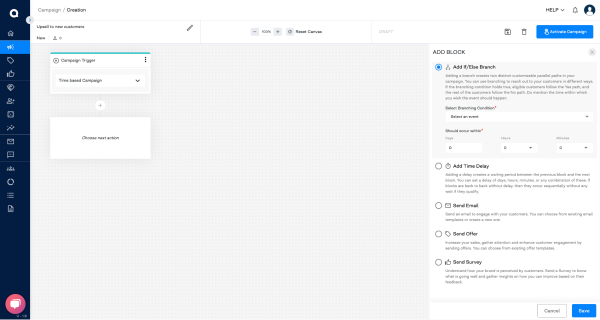 Campaign / Creation
HELP
Upsell to new customers
New 0
100%
Reset Canvas
DRAFT
Activate Campaign
Campaign Trigger
Time based Campaign
Choose next action
ADD BLOCK
Add If/Else Branch
Adding a branch creates two distinct customizable parallel paths in your
campaign. You can use branching to reach out to your customers in different ways.
If the branching condition holds true, eligible customers follow the Yes path, and
the rest of the customers follow the No path. Do mention the time within which
you wish the event should happen.
Select Branching Condition*
Select an event
Should occur within*
Days Hours Minutes
0 0 0
Add Time Delay
Adding a delay creates a waiting period between the previous block and the next
block. You can set a delay of days, hours, minutes, or any combination of these. If
blocks are back to back without delay, then they occur sequentially without any
wait if they qualify.
Send Email
Send an email to engage with your customers. You can choose from existing email
templates or create a new one.
Send Offer
Increase your sales, gather attention and enhance customer engagement by
sending offers. You can choose from existing offer templates.
Send Survey
Understand how your brand is perceived by customers. Send a Survey to know
what is going well and gather insights on how you can improve based on their
feedback.
Cancel
Save